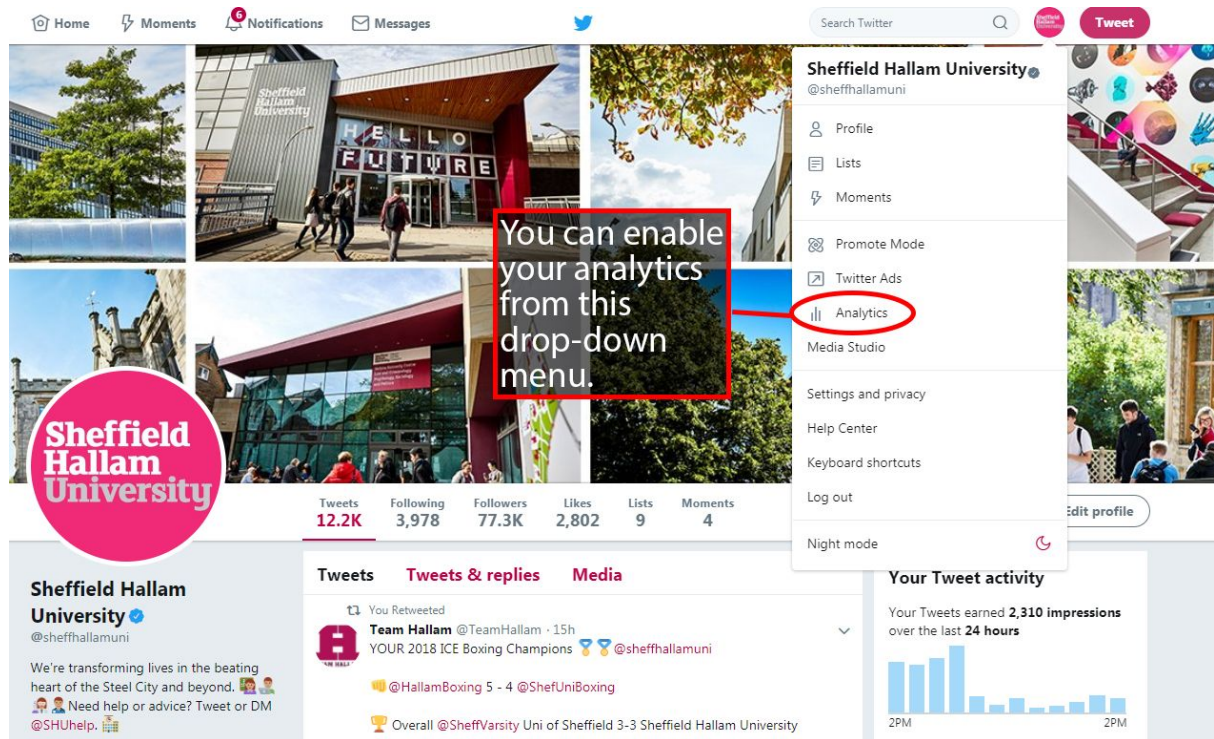 Home
Moments
6
Notifications
Messages
Search Twitter
Tweet
Sheffield Hallam University
@sheffhallamuni
Profile
Lists
Moments
Promote Mode
Twitter Ads
Analytics
Media Studio
Settings and privacy
Help Center
Keyboard shortcuts
Log out
Night mode
Sheffield
Hallam
University
HELLO
FUTURE
You can enable
your analytics
from this
drop-down
menu.
Sheffield
Hallam
University
Tweets Following Followers Likes Lists Moments
12.2K 3,978 77.3K 2,802 9 4
Edit profile
Sheffield Hallam
University
@sheffhallamuni
We're transforming lives in the beating
heart of the Steel City and beyond.
Need help or advice? Tweet or DM
@SHUhelp.
Tweets Tweets & replies Media
You Retweeted
Team Hallam @TeamHallam · 15h
YOUR 2018 ICE Boxing Champions @sheffhallamuni
@HallamBoxing 5 - 4 @ShefUniBoxing
Overall @SheffVarsity Uni of Sheffield 3-3 Sheffield Hallam University
Your Tweet activity
Your Tweets earned 2,310 impressions
over the last 24 hours
2PM 2PM